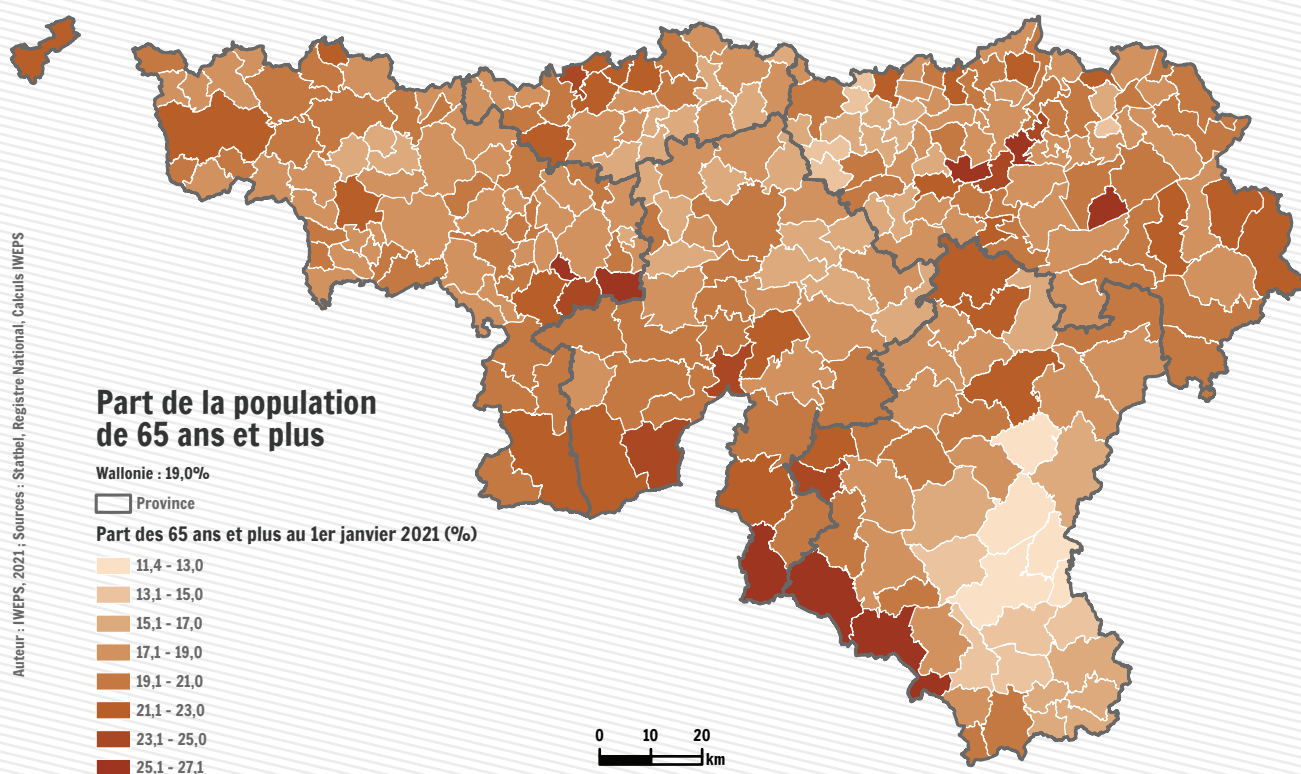 Part de la population
de 65 ans et plus
Wallonie : 19,0%
Province
Part des 65 ans et plus au 1er janvier 2021 (%)
11,4 - 13,0
13,1 - 15,0
15,1 - 17,0
17,1 - 19,0
19,1 - 21,0
21,1 - 23,0
23,1 - 25,0
25,1 - 27,1
Auteur : IWEPS, 2021 ; Sources : Statbel, Registre National, Calculs IWEPS
0 10 20
km